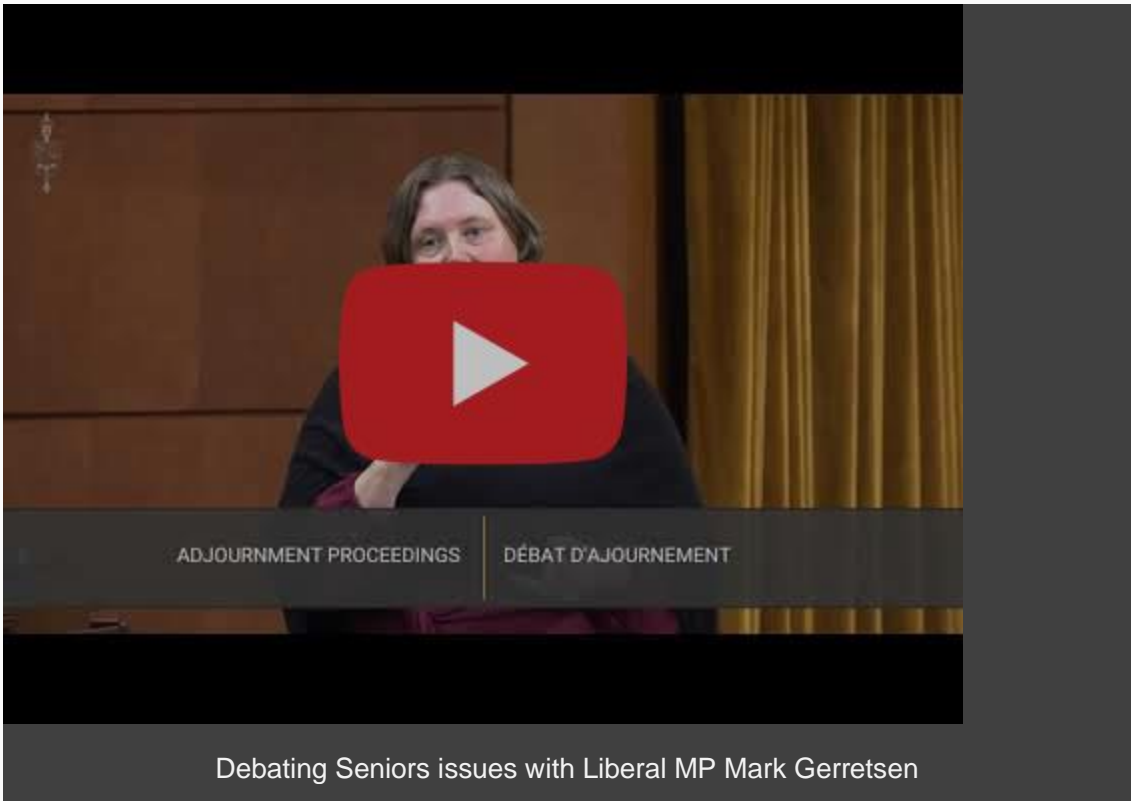 ADJOURNMENT PROCEEDINGS
DÉBAT D'AJOURNEMENT
Debating Seniors issues with Liberal MP Mark Gerretsen